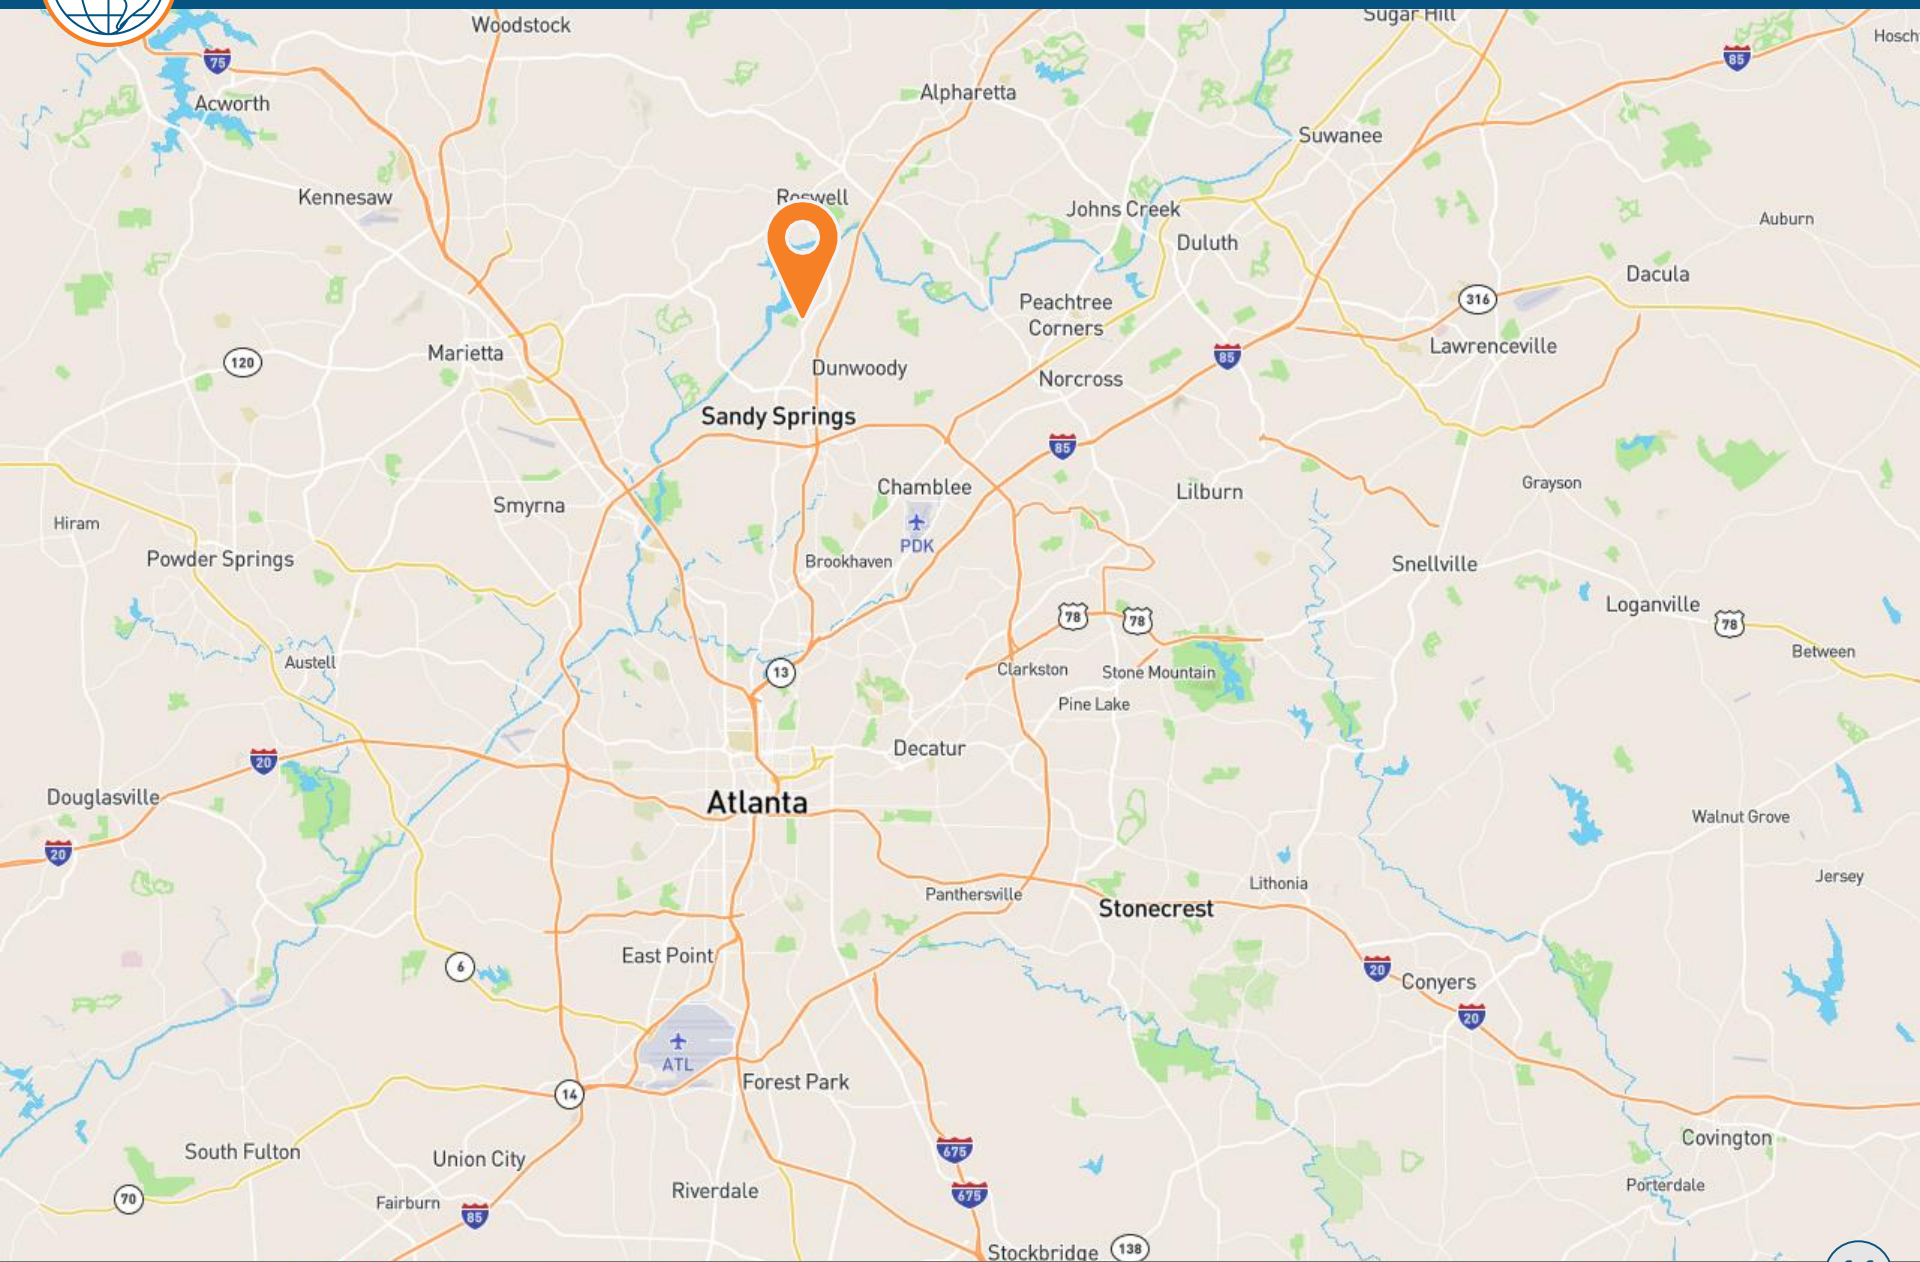 Woodstock
Sugar Hill
Hosch
75
85
Acworth
Alpharetta
Suwanee
Kennesaw
Roswell
Johns Creek
Auburn
Duluth
Dacula
Peachtree
Corners
316
120
Marietta
85
Lawrenceville
Dunwoody
Norcross
Sandy Springs
85
Chamblee
Lilburn
Grayson
Smyrna
Hiram
PDK
Powder Springs
Brookhaven
Snellville
Loganville
78
78
78
Austell
Between
13
Clarkston
Stone Mountain
Pine Lake
Decatur
20
Douglasville
Atlanta
Walnut Grove
20
Jersey
Panthersville
Lithonia
Stonecrest
East Point
6
20
Conyers
20
ATL
Forest Park
14
Covington
South Fulton
Union City
675
Riverdale
Porterdale
70
Fairburn
675
85
Stockbridge
138